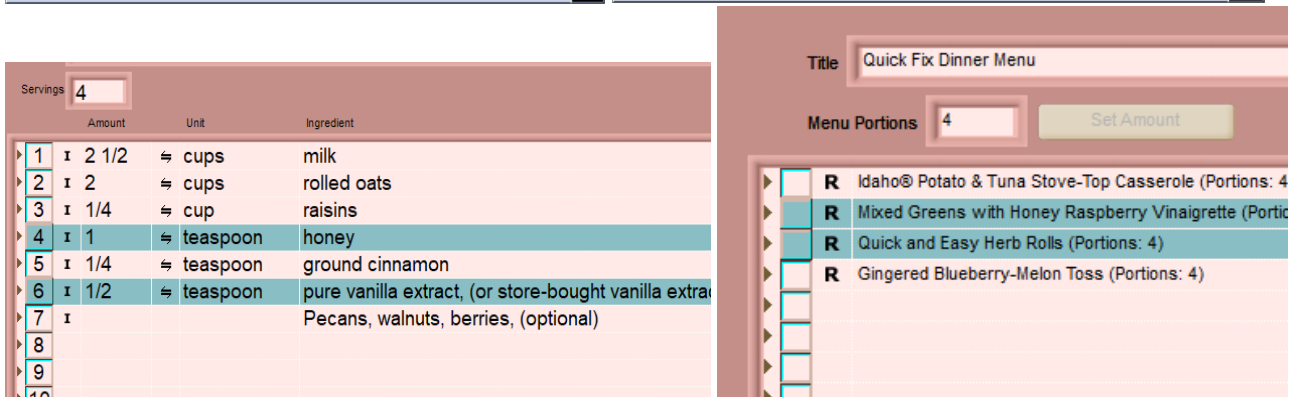 Servings 4
Amount Unit Ingredient
1 I 2 1/2 ⇋ cups milk
2 I 2 ⇋ cups rolled oats
3 I 1/4 ⇋ cup raisins
4 I 1 ⇋ teaspoon honey
5 I 1/4 ⇋ teaspoon ground cinnamon
6 I 1/2 ⇋ teaspoon pure vanilla extract, (or store-bought vanilla extra
7 I Pecans, walnuts, berries, (optional)
8
9
10
Title Quick Fix Dinner Menu
Menu Portions 4 Set Amount
R Idaho® Potato & Tuna Stove-Top Casserole (Portions: 4
R Mixed Greens with Honey Raspberry Vinaigrette (Portio
R Quick and Easy Herb Rolls (Portions: 4)
R Gingered Blueberry-Melon Toss (Portions: 4)